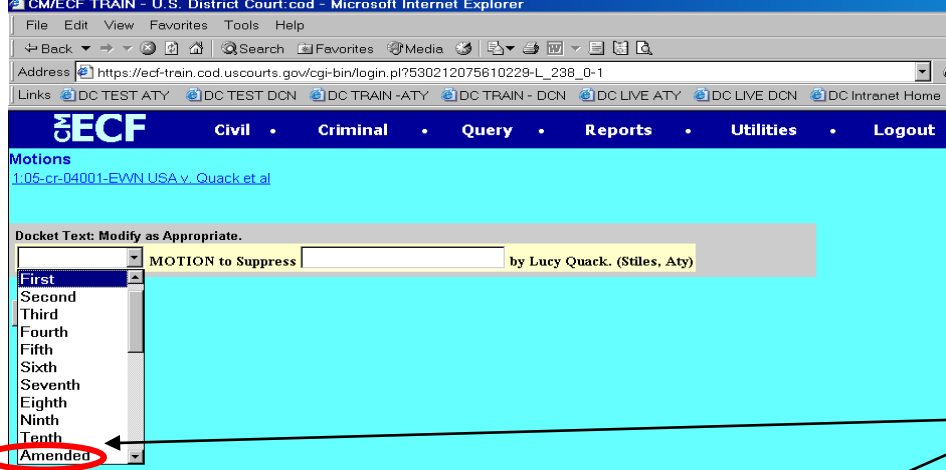 CM/ECF TRAIN - U.S. District Court:cod - Microsoft Internet Explorer
File Edit View Favorites Tools Help
Back Search Favorites Media
Address https://ecf-train.cod.uscourts.gov/cgi-bin/login.pl?530212075610229-L_238_0-1
Links DC TEST ATY DC TEST DCN DC TRAIN -ATY DC TRAIN - DCN DC LIVE ATY DC LIVE DCN DC Intranet Home
CM ECF Civil • Criminal • Query • Reports • Utilities • Logout
Motions
1:05-cr-04001-EWN USA v. Quack et al
Docket Text: Modify as Appropriate.
MOTION to Suppress by Lucy Quack. (Stiles, Aty)
First
Second
Third
Fourth
Fifth
Sixth
Seventh
Eighth
Ninth
Tenth
Amended